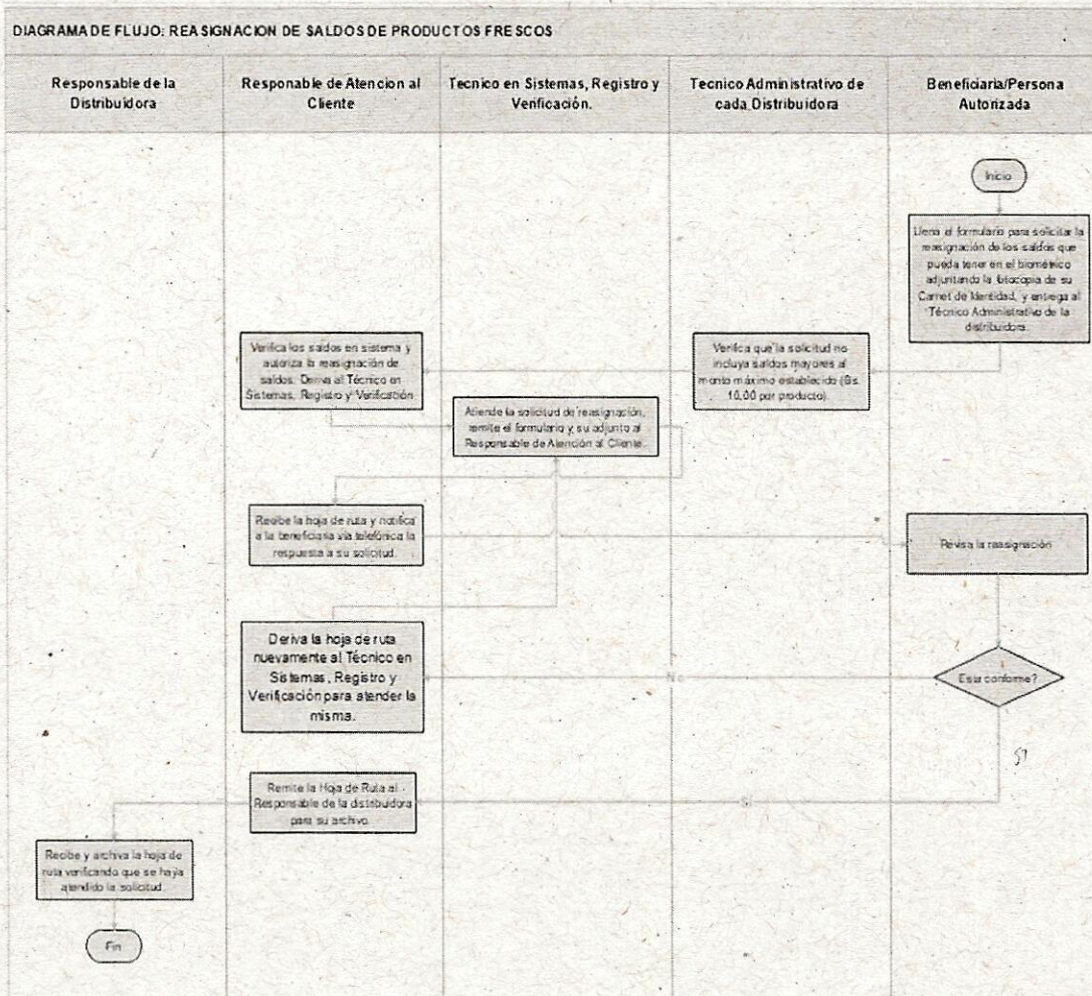 DIAGRAMA DE FLUJO: REASIGNACION DE SALDOS DE PRODUCTOS FRESCOS
Responsable de la
Distribuidora
Responable de Atencion al
Cliente
Tecnico en Sistemas, Registro y
Verificación.
Tecnico Administrativo de
cada Distribuidora
Beneficiaria/Persona
Autorizada
Inicio
Llena el formulario para solicitar la
reasignación de los saldos que
pueda tener en el biométrico
adjuntando la fotocopia de su
Carnet de Identidad, y entrega al
Técnico Administrativo de la
distribuidora.
Verifica que la solicitud no
incluya saldos mayores al
monto máximo establecido (Bs.
10,00 por producto).
Verifica los saldos en sistema y
autoriza la reasignación de
saldos. Deriva al Técnico en
Sistemas, Registro y Verificación
Atiende la solicitud de reasignación,
remite el formulario y su adjunto al
Responsable de Atención al Cliente.
Recibe la hoja de ruta y notifica
a la beneficiaria vía telefónica la
respuesta a su solicitud.
Revisa la reasignación
Esta conforme?
No
Deriva la hoja de ruta
nuevamente al Técnico en
Sistemas, Registro y
Verificación para atender la
misma.
SI
Si
Remite la Hoja de Ruta al
Responsable de la distribuidora
para su archivo.
Recibe y archiva la hoja de
ruta verificando que se haya
atendido la solicitud.
Fin